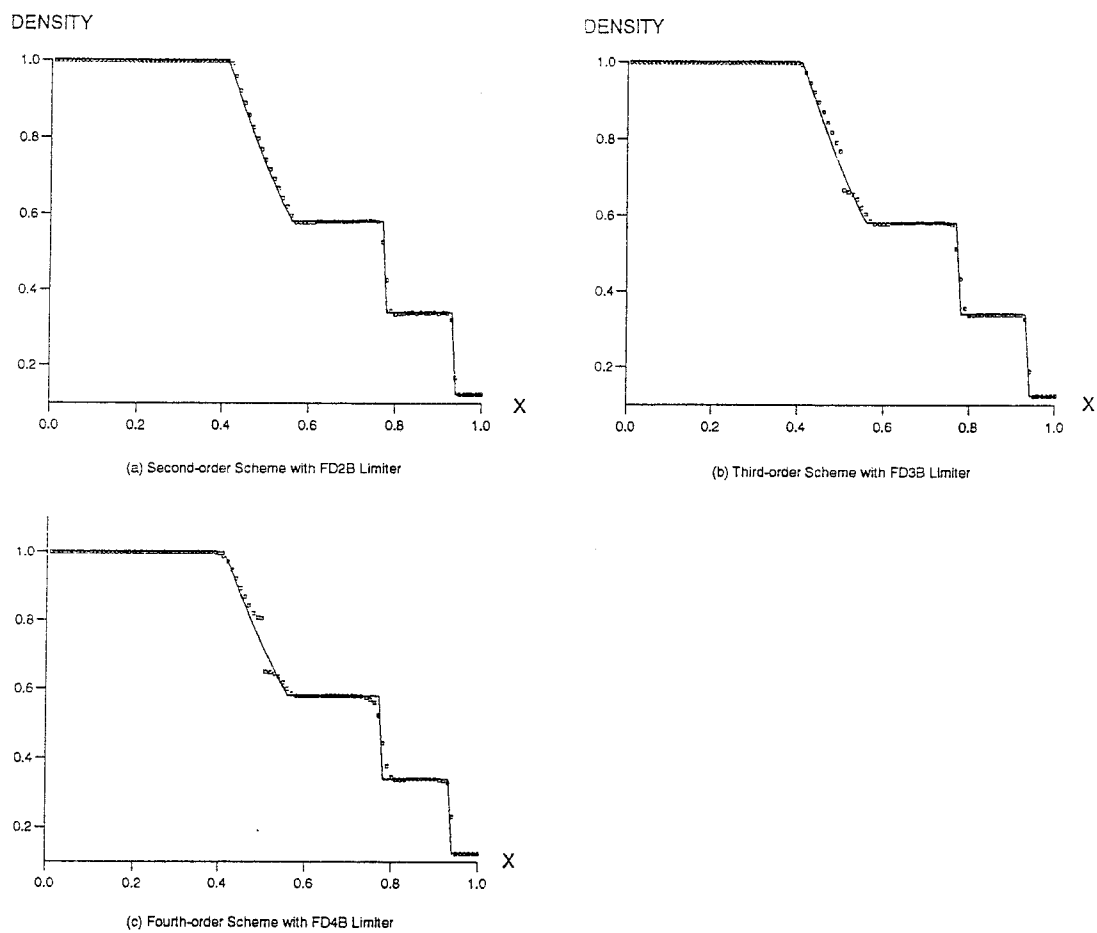 DENSITY
1.0
0.8
0.6
0.4
0.2
0.0 0.2 0.4 0.6 0.8 1.0
X
(a) Second-order Scheme with FD2B Limiter
DENSITY
1.0
0.8
0.6
0.4
0.2
0.0 0.2 0.4 0.6 0.8 1.0
X
(b) Third-order Scheme with FD3B Limiter
1.0
0.8
0.6
0.4
0.2
0.0 0.2 0.4 0.6 0.8 1.0
X
(c) Fourth-order Scheme with FD4B Limiter